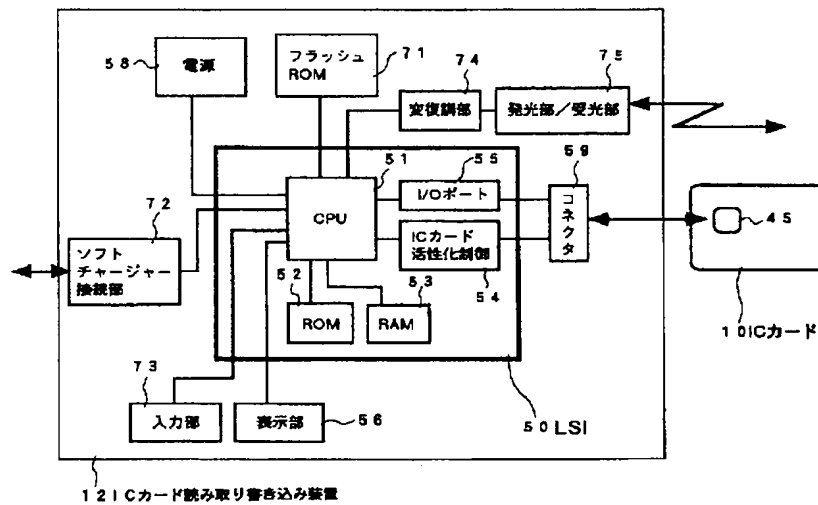 58
電源
フラッシュ
ROM
71
74
変復調部
75
発光部／受光部
51
CPU
55
I/Oポート
59
コネクタ
ICカード
活性化制御
54
45
10ICカード
72
ソフト
チャージャー
接続部
52
ROM
53
RAM
73
入力部
表示部
56
50 LSI
12ICカード読み取り書き込み装置